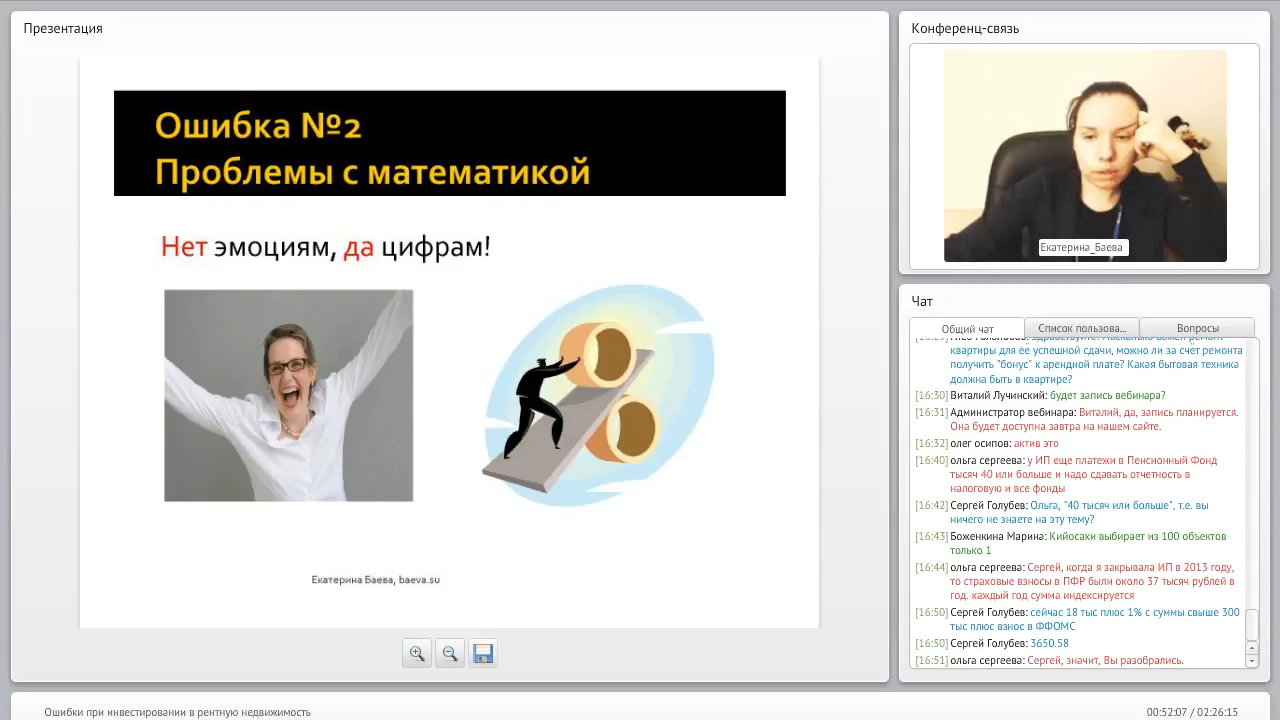 Презентация
Ошибка №2
Проблемы с математикой
Нет эмоциям, да цифрам!
Екатерина Баева, baeva.su
Конференц-связь
Екатерина_Баева
Чат
Общий чат
Список пользова...
Вопросы
квартиры для её успешной сдачи, можно ли за счёт ремонта
получить "бонус" к арендной плате? Какая бытовая техника
должна быть в квартире?
[16:30] Виталий Лучинский: будет запись вебинара?
[16:31] Администратор вебинара: Виталий, да, запись планируется.
Она будет доступна завтра на нашем сайте.
[16:32] олег осипов: актив это
[16:40] ольга сергеева: у ИП еще платежи в Пенсионный Фонд
тысяч 40 или больше и надо сдавать отчетность в
налоговую и все фонды
[16:42] Сергей Голубев: Ольга, "40 тысяч или больше", т.е. вы
ничего не знаете на эту тему?
[16:43] Боженкина Марина: Кийосаки выбирает из 100 объектов
только 1
[16:44] ольга сергеева: Сергей, когда я закрывала ИП в 2013 году,
то страховые взносы в ПФР были около 37 тысяч рублей в
год. каждый год сумма индексируется
[16:50] Сергей Голубев: сейчас 18 тыс плюс 1% с суммы свыше 300
тыс плюс взнос в ФФОМС
[16:50] Сергей Голубев: 3650.58
[16:51] ольга сергеева: Сергей, значит, Вы разобрались.
Ошибки при инвестировании в рентную недвижимость
00:52:07 / 02:26:15